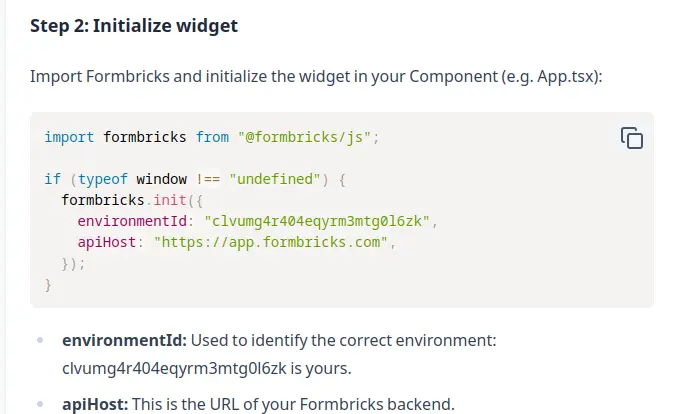 Step 2: Initialize widget
Import Formbricks and initialize the widget in your Component (e.g. App.tsx):
import formbricks from "@formbricks/js";
if (typeof window !== "undefined") {
  formbricks.init({
    environmentId: "clvumg4r404eqyrm3mtg0l6zk",
    apiHost: "https://app.formbricks.com",
  });
}
environmentId: Used to identify the correct environment:
clvumg4r404eqyrm3mtg0l6zk is yours.
apiHost: This is the URL of your Formbricks backend.